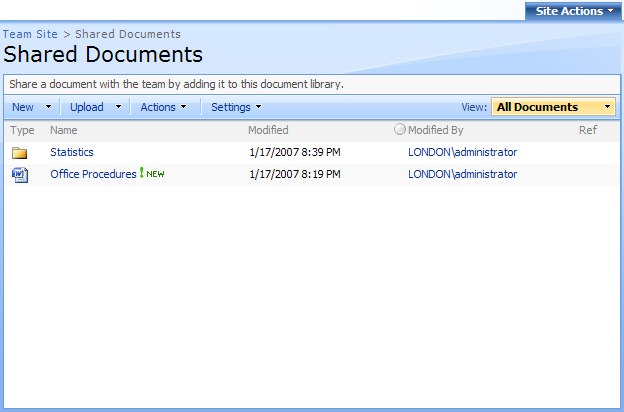 Site Actions
Team Site > Shared Documents
Shared Documents
Share a document with the team by adding it to this document library.
New Upload Actions Settings View: All Documents
Type Name Modified Modified By Ref
Statistics 1/17/2007 8:39 PM LONDON\administrator
Office Procedures ! NEW 1/17/2007 8:19 PM LONDON\administrator